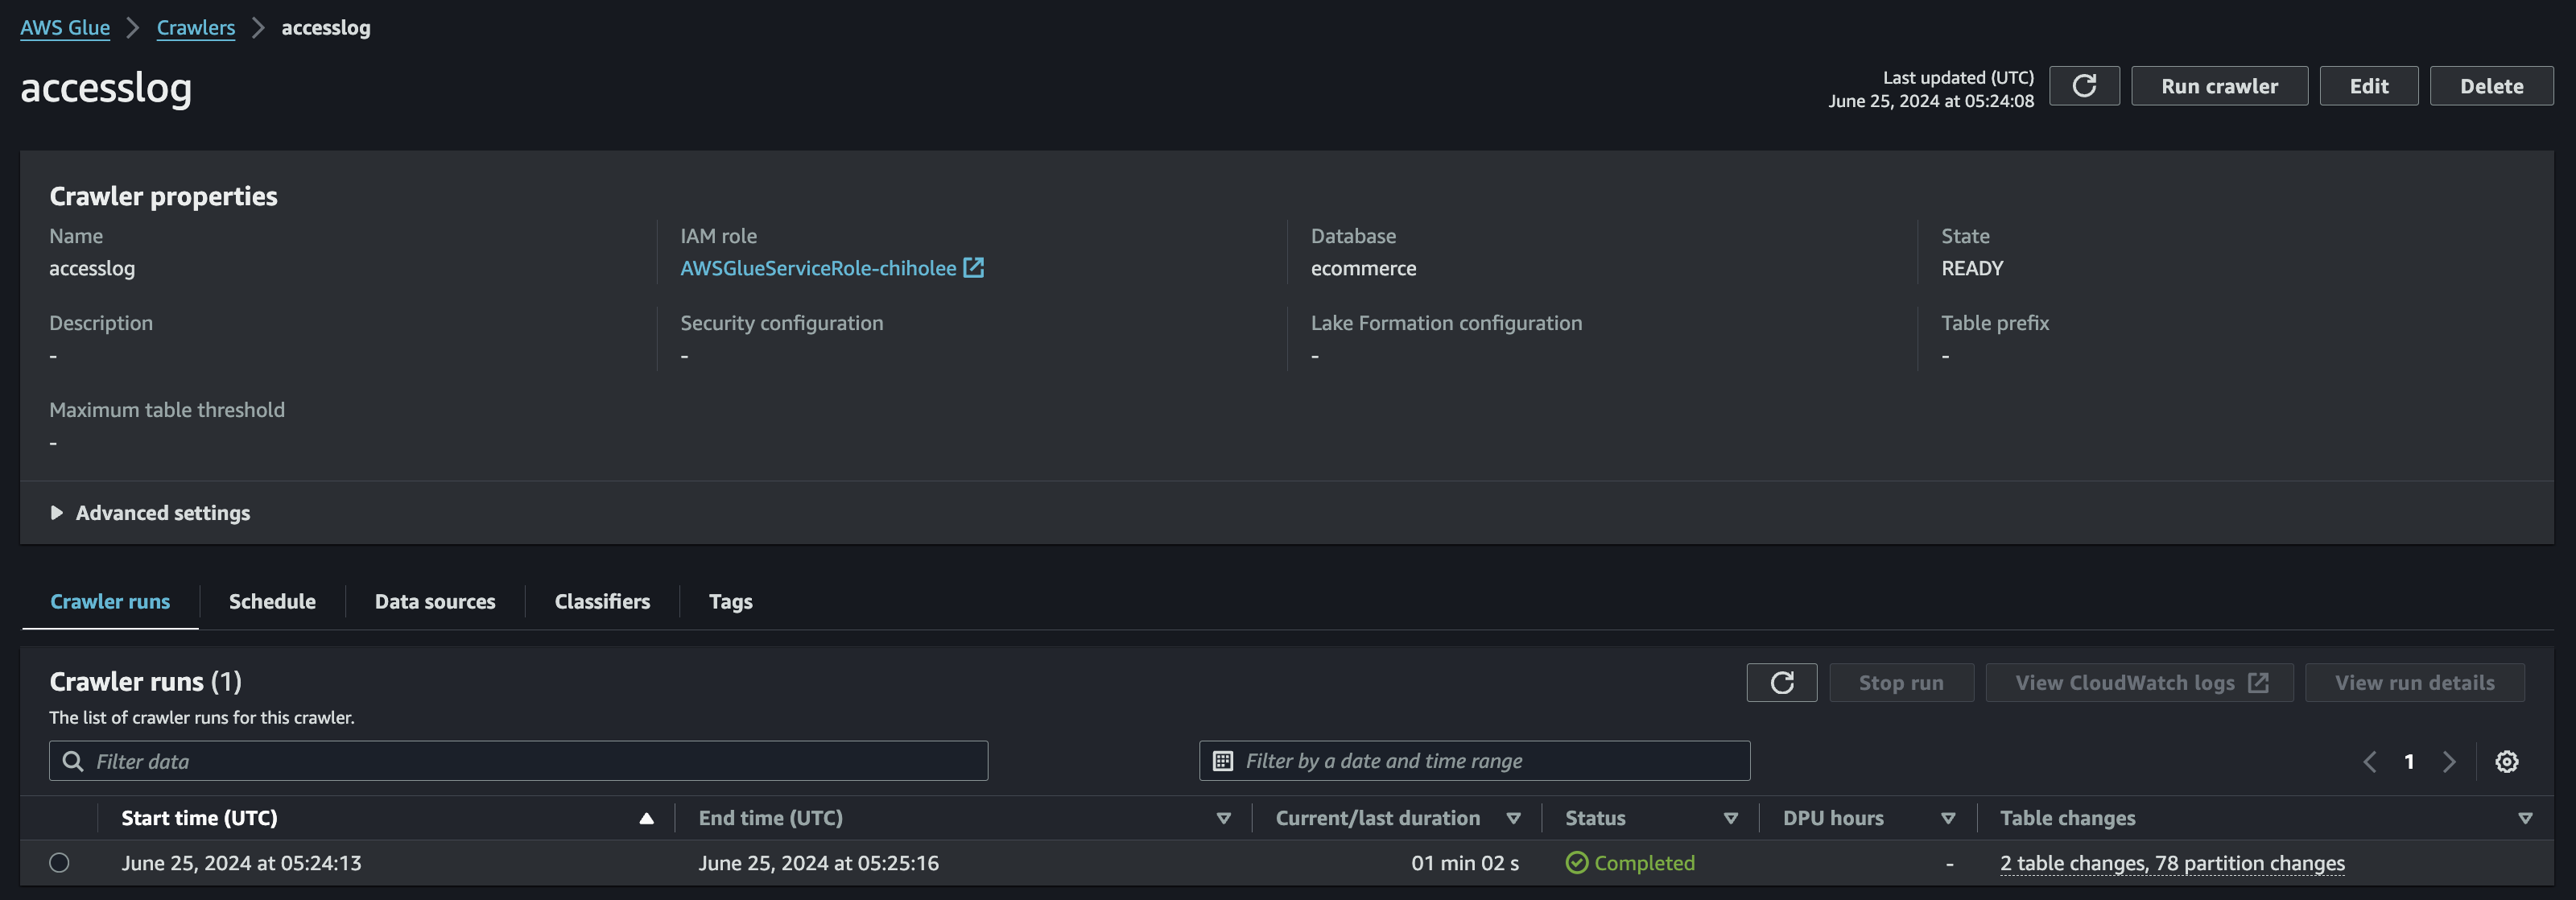 AWS Glue > Crawlers > accesslog
accesslog
Last updated (UTC)
June 25, 2024 at 05:24:08
Run crawler
Edit
Delete
Crawler properties
Name
accesslog
IAM role
AWSGlueServiceRole-chiholee
Database
ecommerce
State
READY
Description
-
Security configuration
-
Lake Formation configuration
-
Table prefix
-
Maximum table threshold
-
Advanced settings
Crawler runs Schedule Data sources Classifiers Tags
Crawler runs (1)
The list of crawler runs for this crawler.
Stop run
View CloudWatch logs
View run details
Filter data
Filter by a date and time range
1
Start time (UTC) End time (UTC) Current/last duration Status DPU hours Table changes
June 25, 2024 at 05:24:13 June 25, 2024 at 05:25:16 01 min 02 s Completed - 2 table changes, 78 partition changes